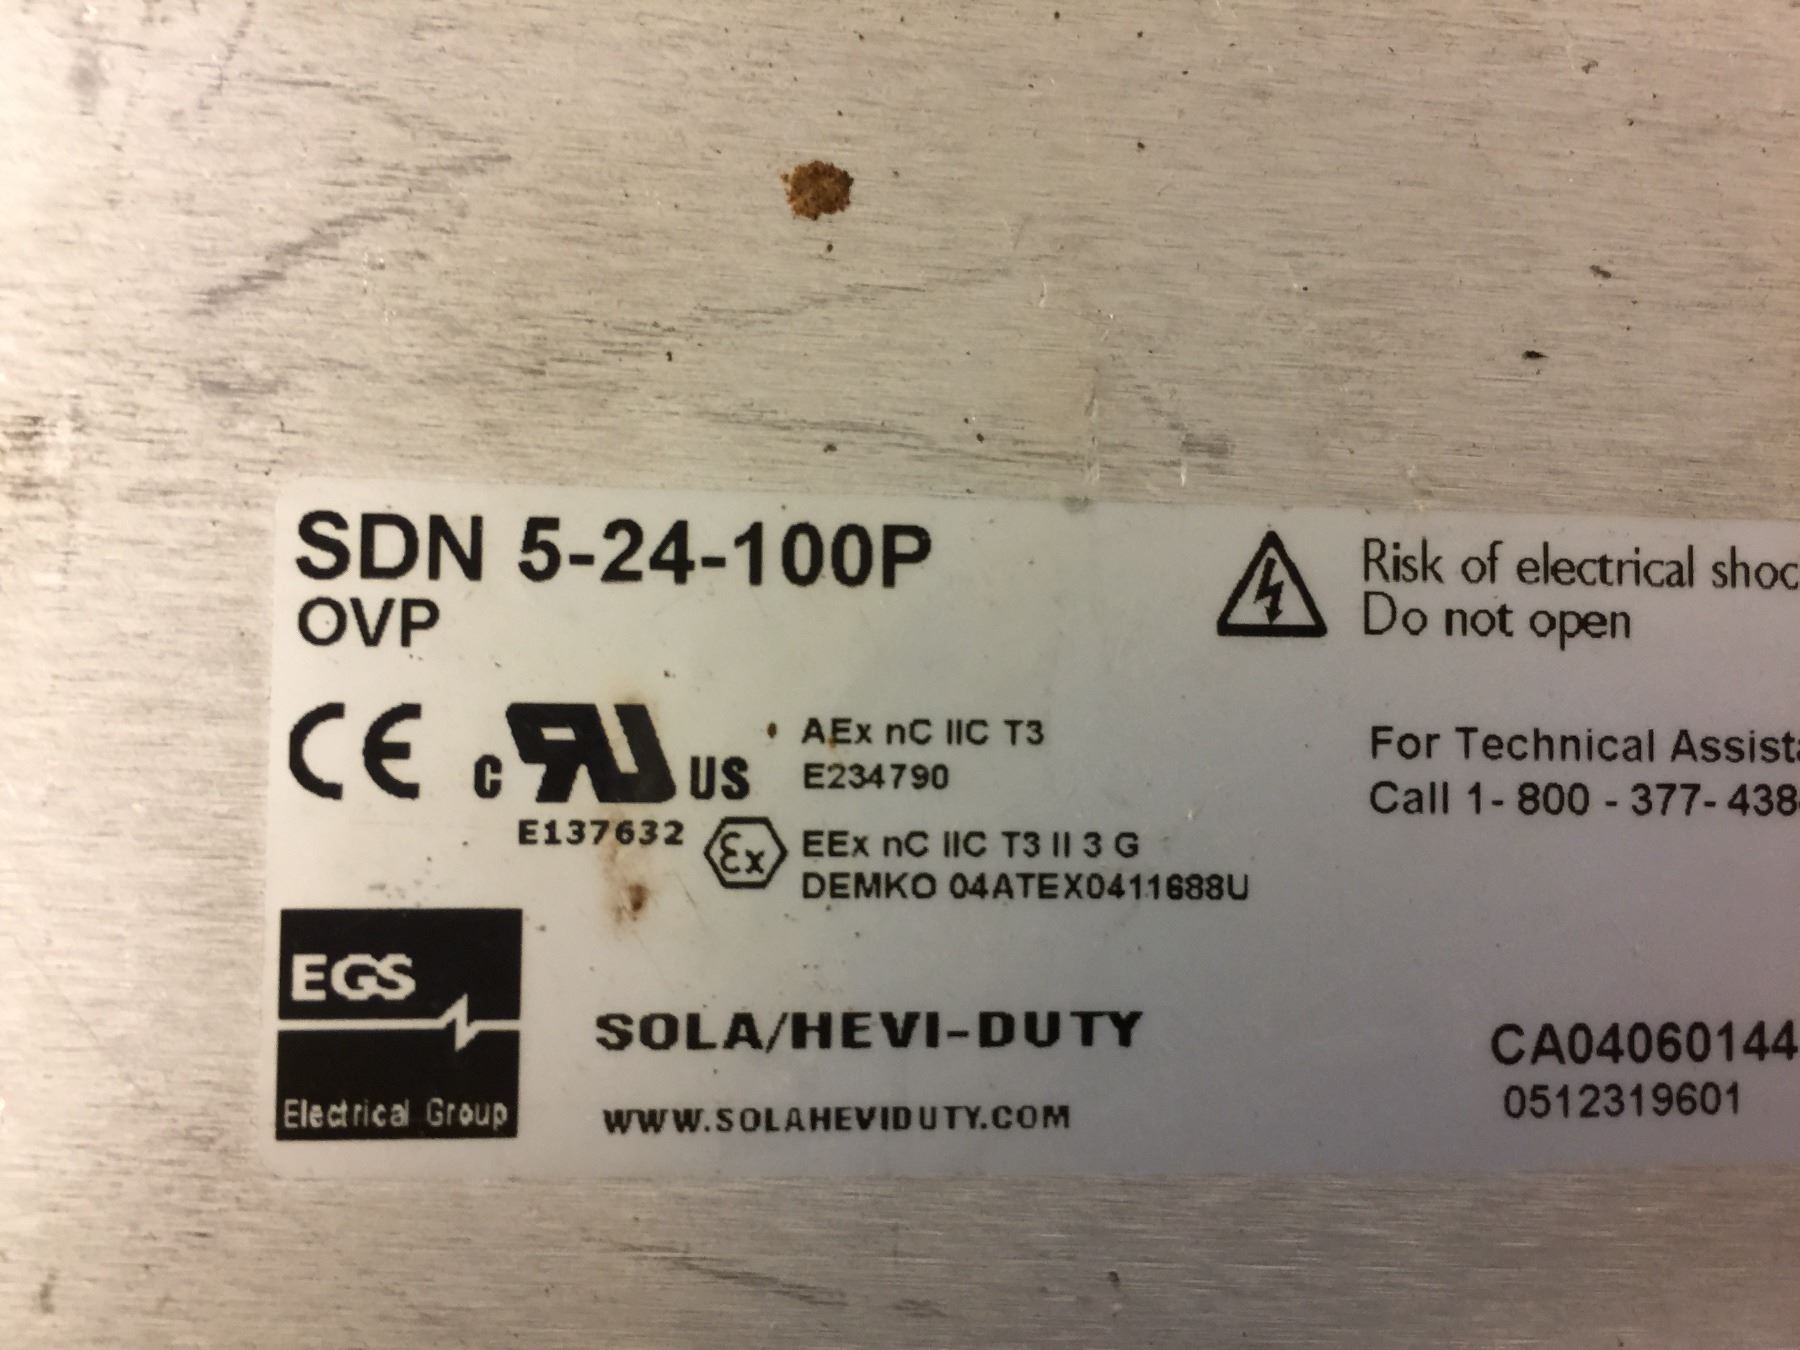 SDN 5-24-100P
OVP
Risk of electrical shoc
Do not open
CE
c RU US
E137632
AEx nC IIC T3
E234790
Ex
EEx nC IIC T3 II 3 G
DEMKO 04ATEX0411688U
For Technical Assista
Call 1-800-377-438
EGS
Electrical Group
SOLA/HEVI-DUTY
WWW.SOLAHEVIDUTY.COM
CA04060144
0512319601